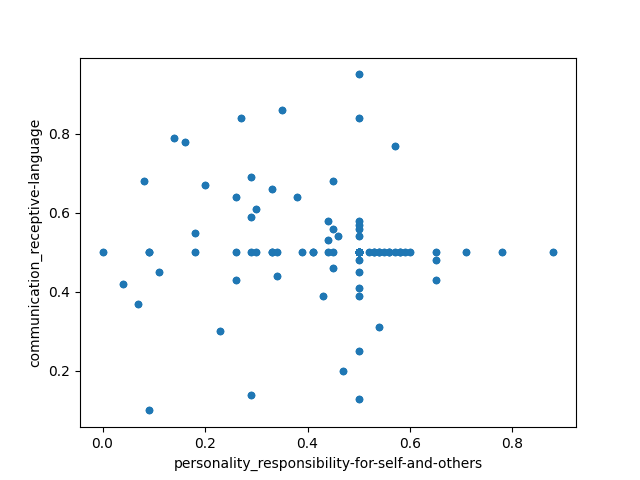 0.8
0.6
0.4
0.2
communication_receptive-language
0.0 0.2 0.4 0.6 0.8
personality_responsibility-for-self-and-others